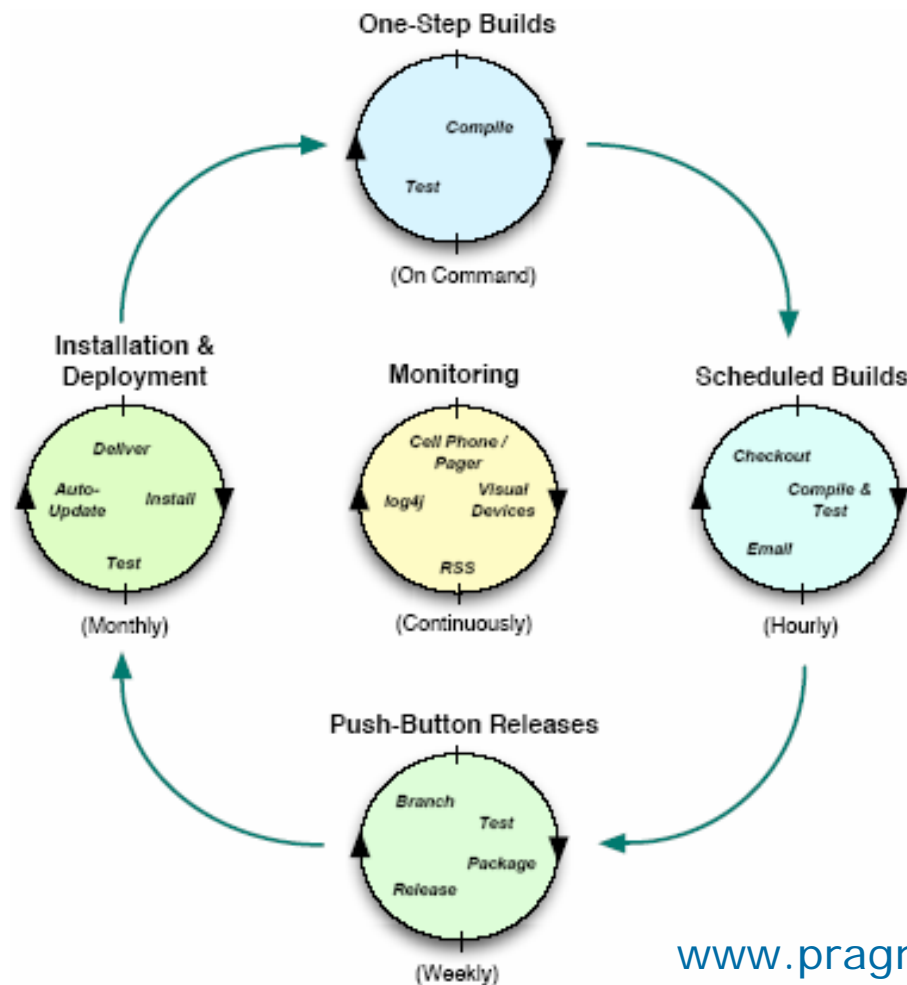 One-Step Builds
Compile
Test
(On Command)
Installation &
Deployment
Deliver
Auto-
Update
Install
Test
(Monthly)
Monitoring
Cell Phone /
Pager
log4j
Visual
Devices
RSS
(Continuously)
Scheduled Builds
Checkout
Compile &
Test
Email
(Hourly)
Push-Button Releases
Branch
Test
Package
Release
(Weekly)